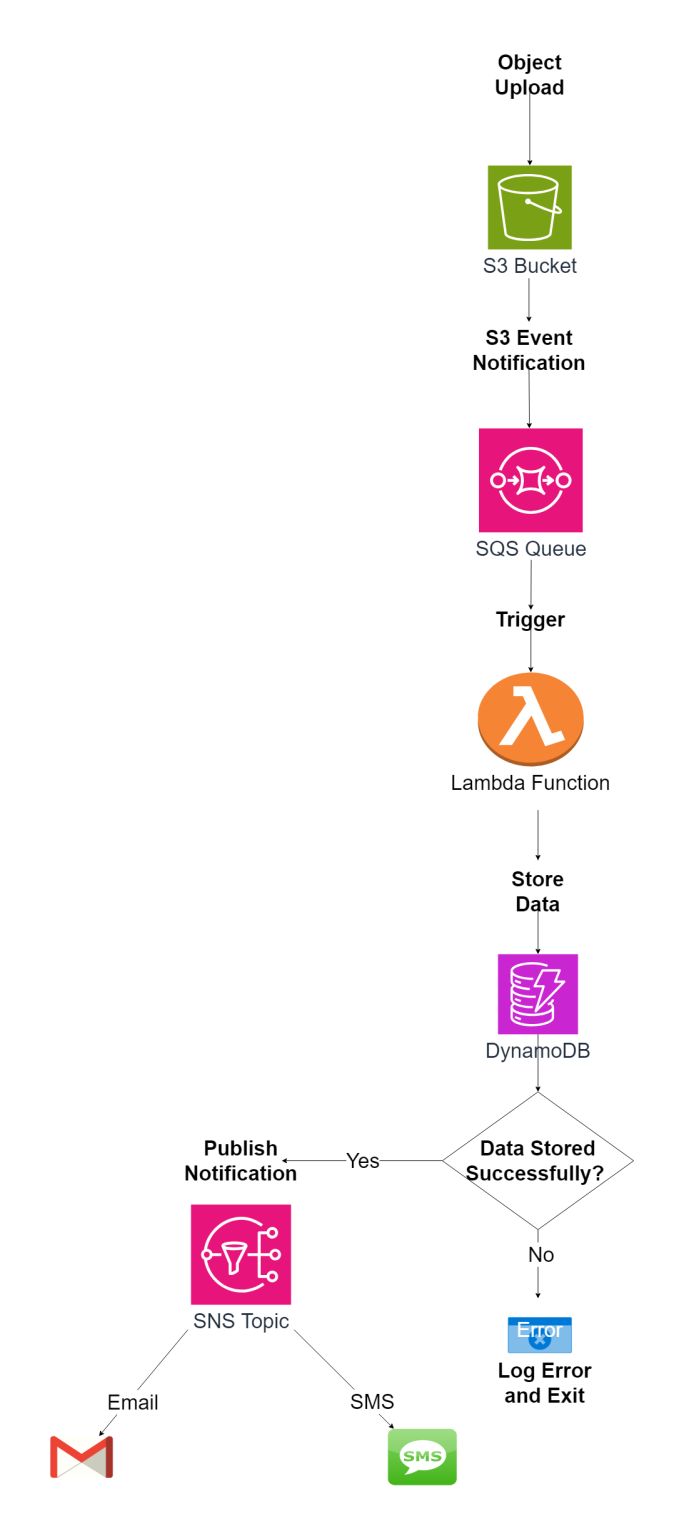 Object
Upload
S3 Bucket
S3 Event
Notification
SQS Queue
Trigger
Lambda Function
Store
Data
DynamoDB
Data Stored
Successfully?
Yes
Publish
Notification
SNS Topic
Email
SMS
SMS
No
Error
Log Error
and Exit